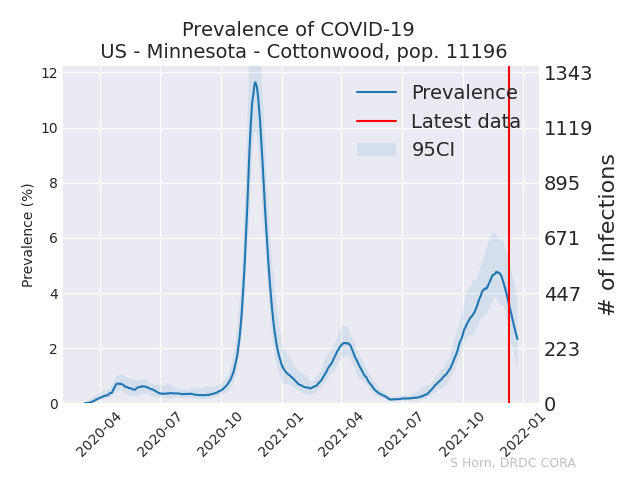 Prevalence of COVID-19
US - Minnesota - Cottonwood, pop. 11196
Prevalence
Latest data
95CI
Prevalence (%)
12
10
8
6
4
2
0
1343
1119
895
671
447
223
0
# of infections
2020-04
2020-07
2020-10
2021-01
2021-04
2021-07
2021-10
2022-01
S Horn, DRDC CORA